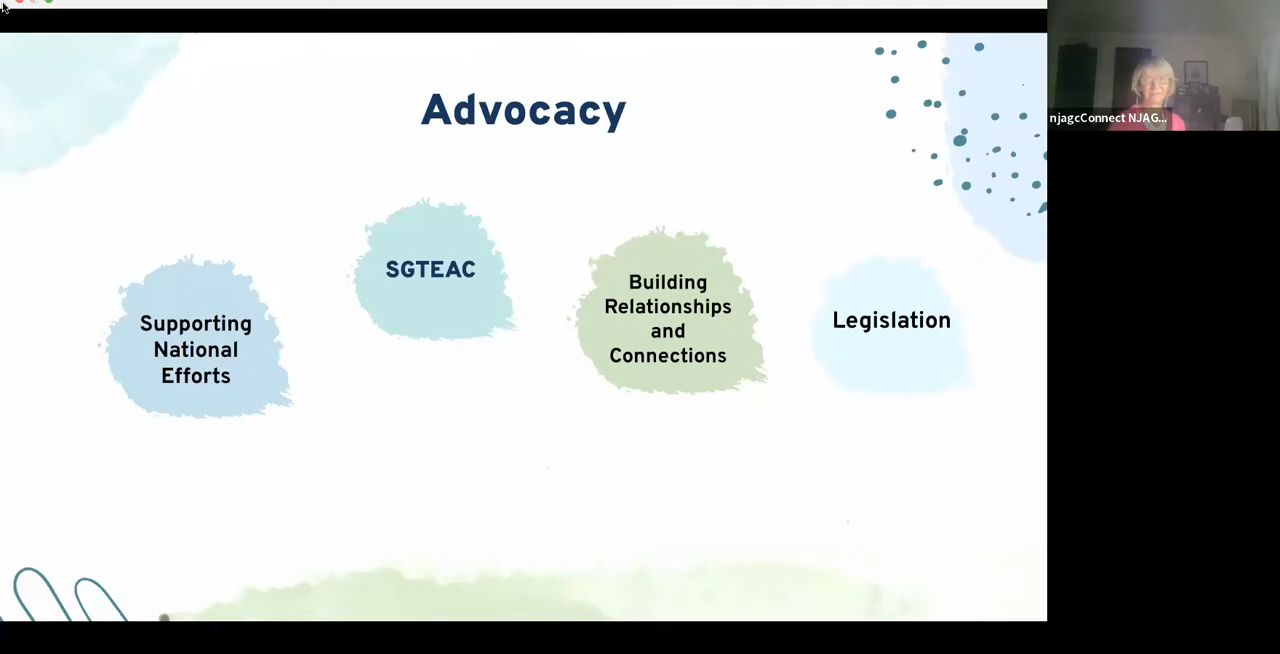 Advocacy
njagcConnect NJAG...
SGTEAC
Building
Relationships
and
Connections
Supporting
National
Efforts
Legislation